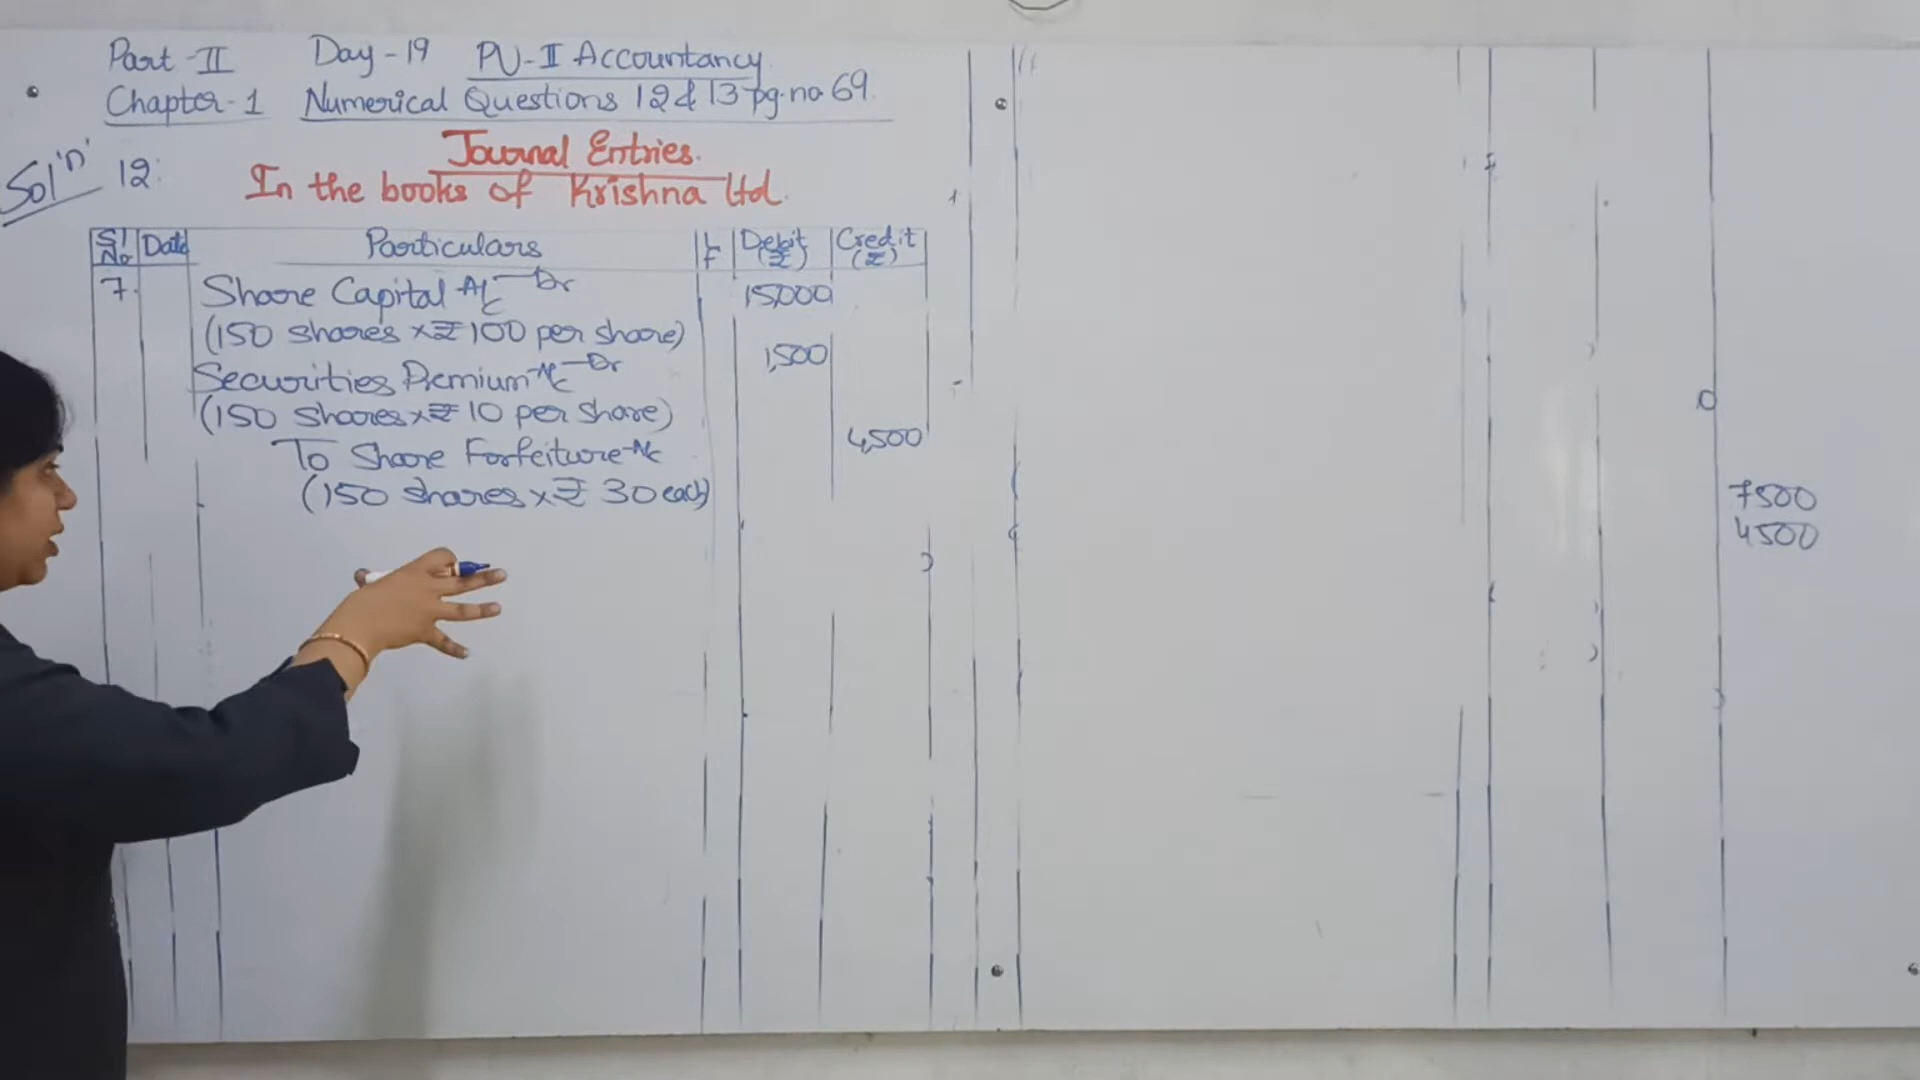 Part-II Day-19 PU-II Accountancy
Chapter-1 Numerical Questions 12 & 13 pg.no 69.
Sol'n' 12: Journal Entries.
In the books of Krishna Ltd.
Sl No Date Particulars LF Debit (₹) Credit (₹)
7. Share Capital A/c Dr 15,000
(150 shares × ₹ 100 per share)
Securities Premium A/c Dr 1,500
(150 shares × ₹ 10 per share)
To Share Forfeiture A/c 4,500
(150 shares × ₹ 30 each)
7500
4500